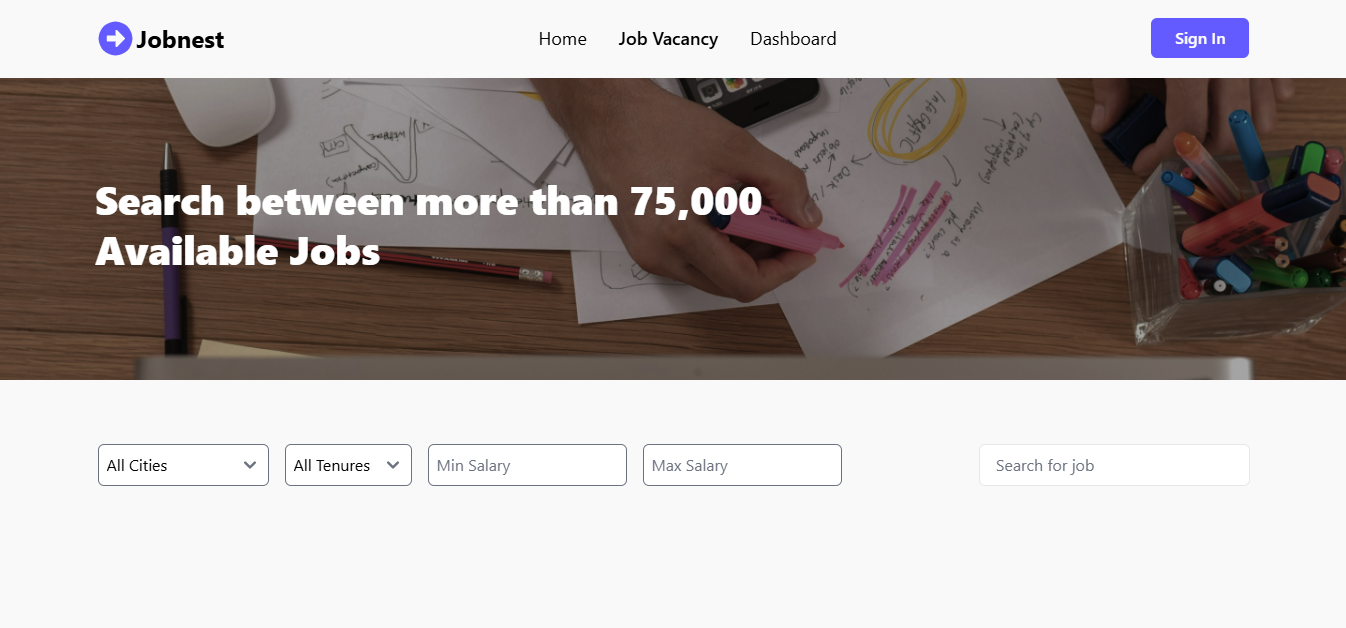 Jobnest
Home
Job Vacancy
Dashboard
Sign In
Search between more than 75,000
Available Jobs
All Cities
All Tenures
Min Salary
Max Salary
Search for job